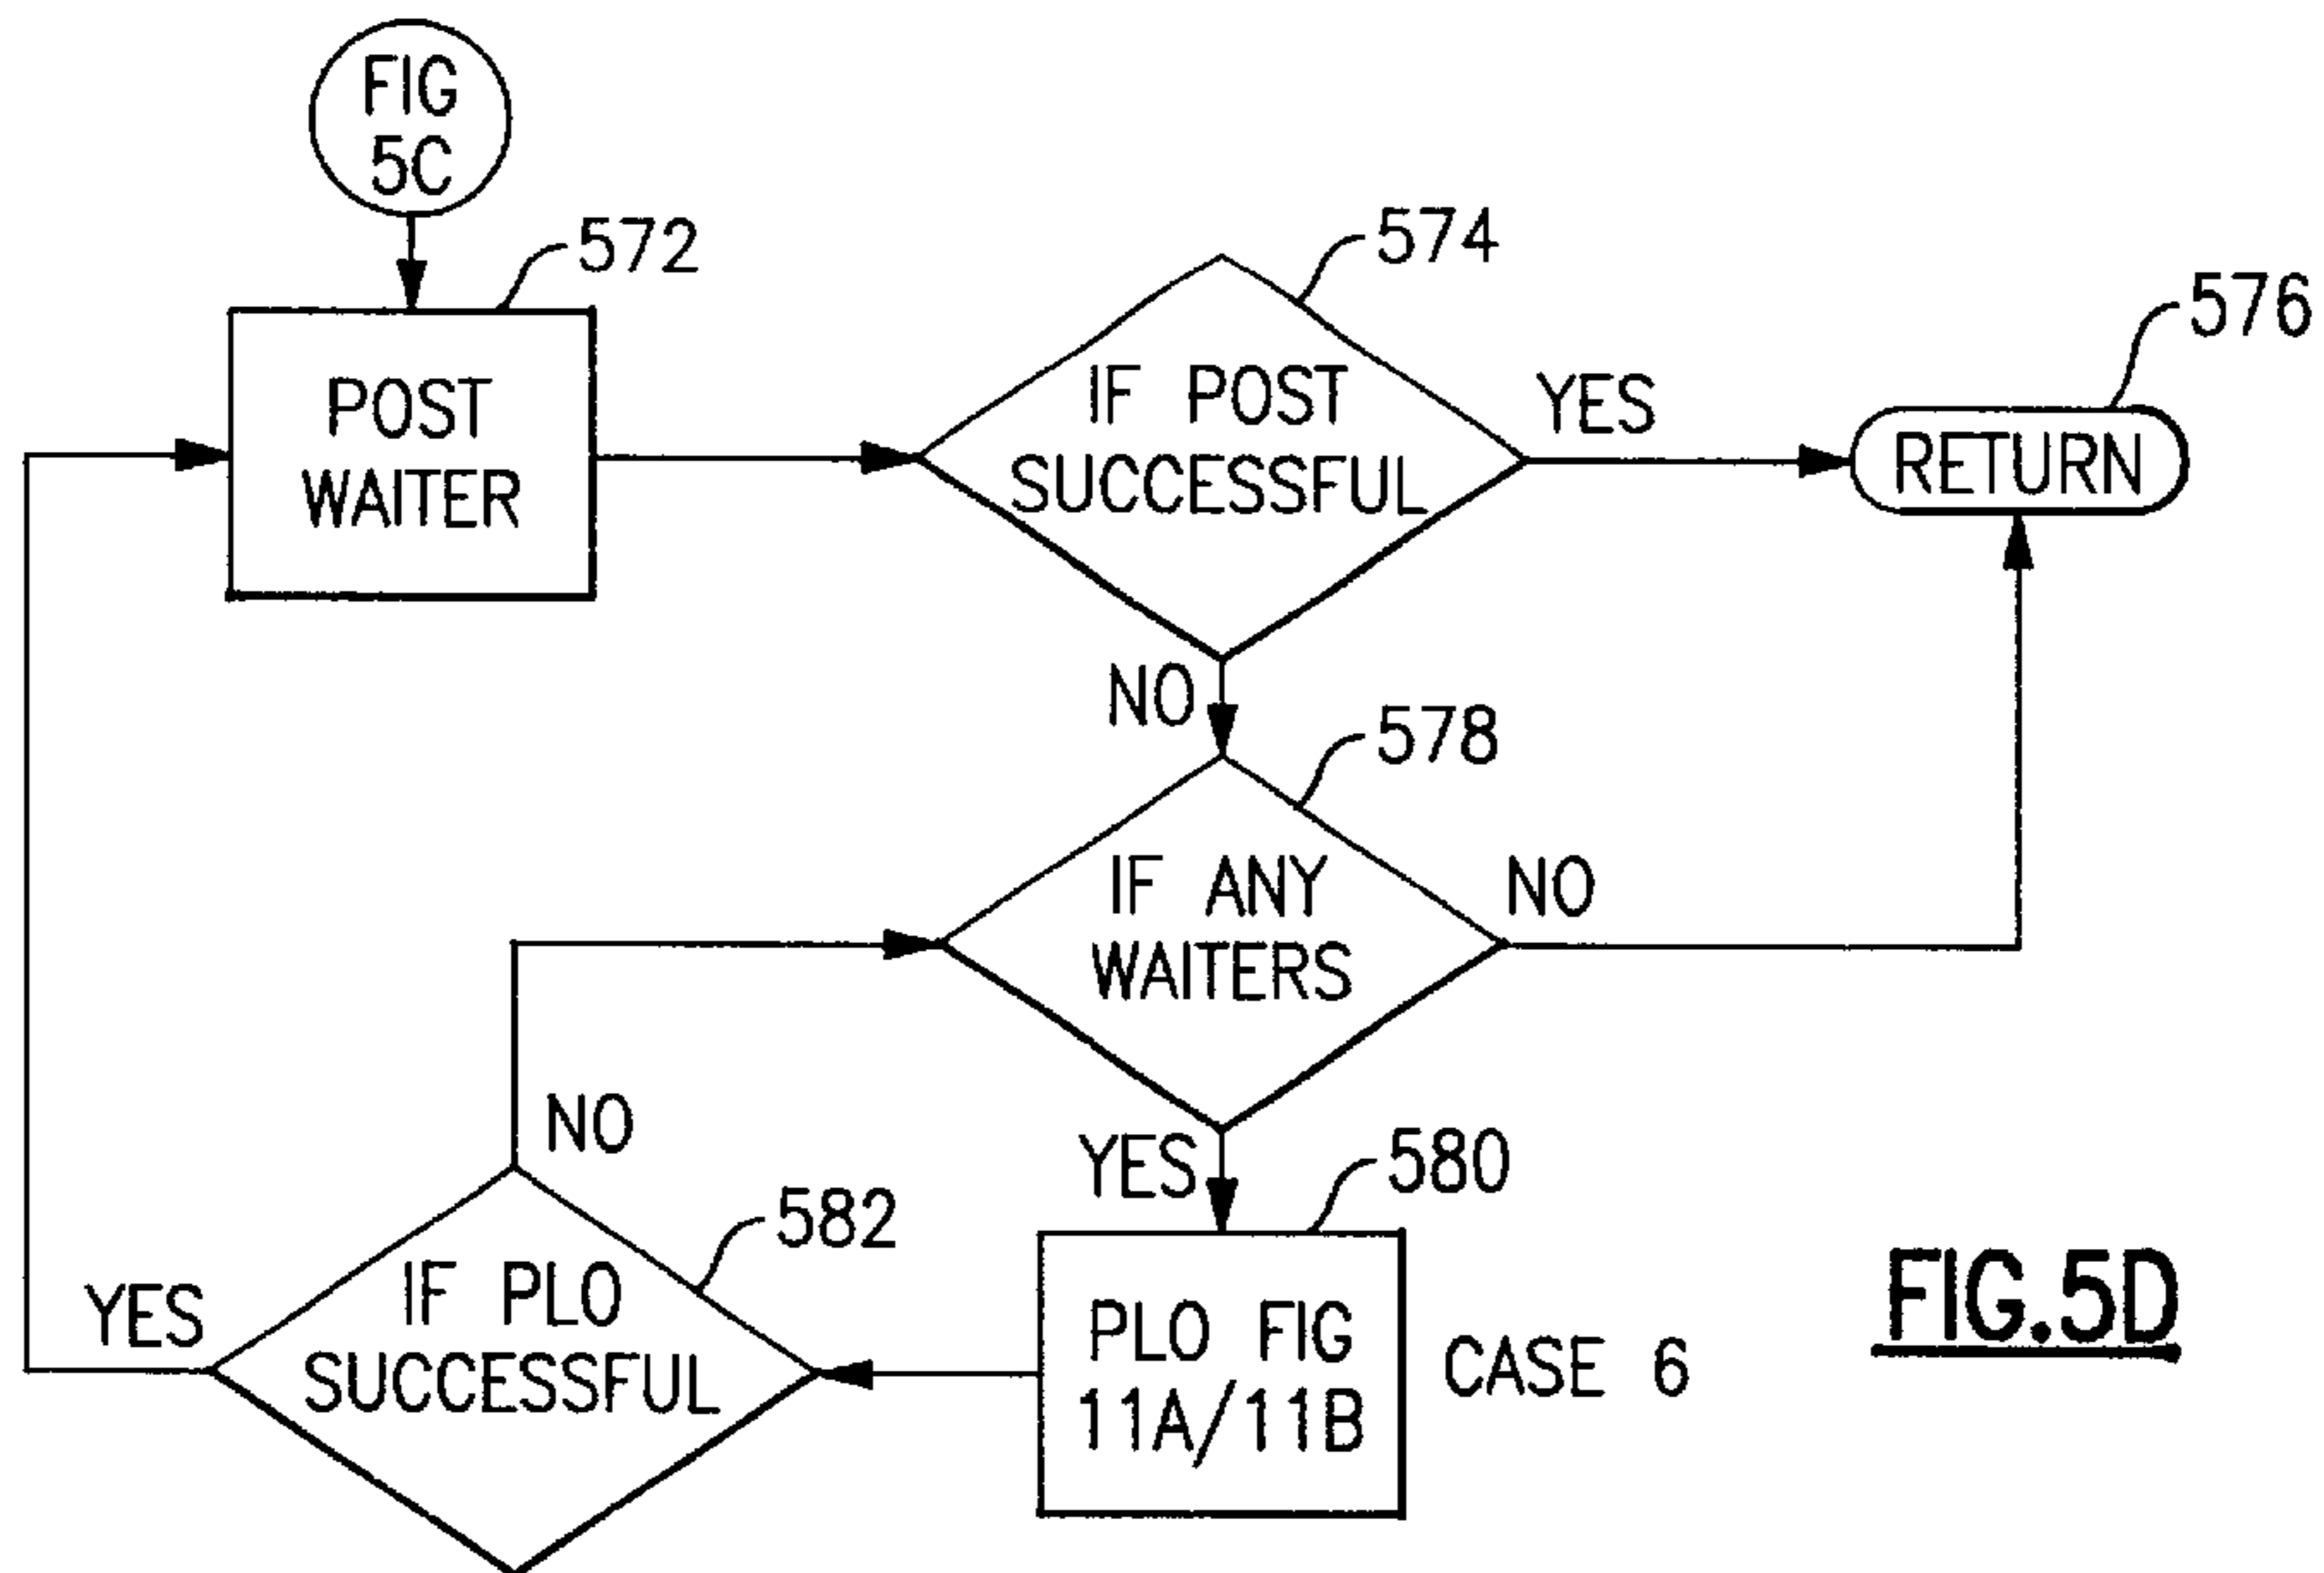 FIG
5C
572
574
576
POST
WAITER
IF POST
SUCCESSFUL
YES
RETURN
NO
578
IF ANY
WAITERS
NO
NO
YES
580
582
IF PLO
SUCCESSFUL
YES
PLO FIG
11A/11B
CASE 6
FIG.5D